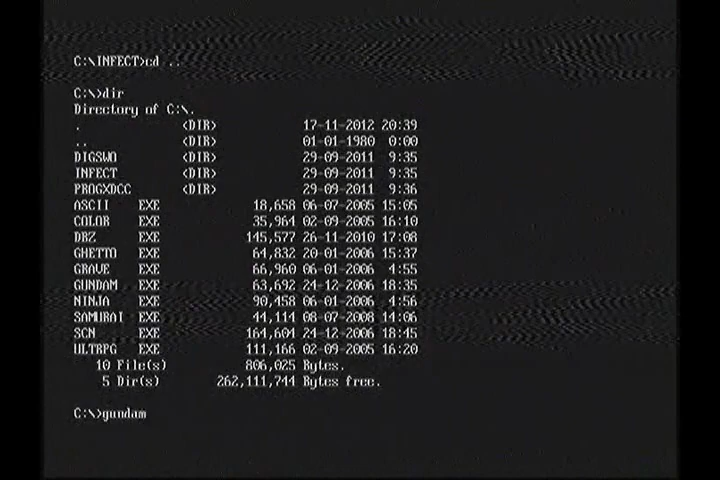 C:\INFECT>cd ..
C:\>dir
Directory of C:\.
. <DIR> 17-11-2012 20:39
.. <DIR> 01-01-1980 0:00
DIGSWO <DIR> 29-09-2011 9:35
INFECT <DIR> 29-09-2011 9:35
PROGXDCC <DIR> 29-09-2011 9:36
ASCII EXE 18,658 06-07-2005 15:05
COLOR EXE 35,964 02-09-2005 16:10
DBZ EXE 145,577 26-11-2010 17:08
GHETTO EXE 64,832 20-01-2006 15:37
GRAVE EXE 66,960 06-01-2006 4:55
GUNDAM EXE 63,692 24-12-2006 18:35
NINJA EXE 90,458 06-01-2006 4:56
SAMURAI EXE 44,114 08-07-2008 14:06
SCN EXE 164,604 24-12-2006 18:45
ULTRPG EXE 111,166 02-09-2005 16:20
10 File(s) 806,025 Bytes.
5 Dir(s) 262,111,744 Bytes free.
C:\>gundam